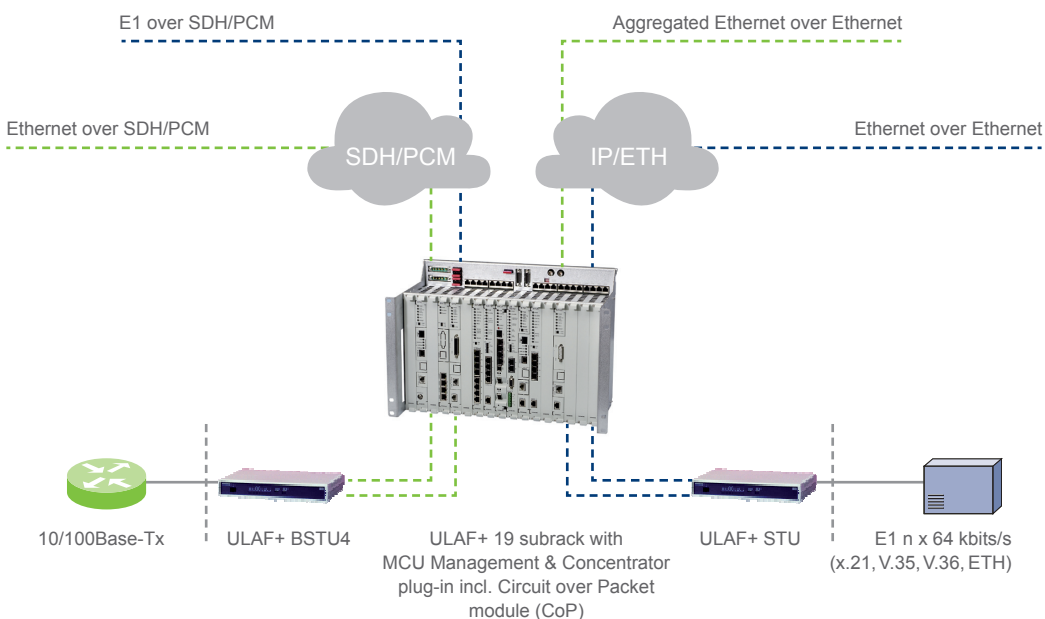 E1 over SDH/PCM
Aggregated Ethernet over Ethernet
Ethernet over SDH/PCM
Ethernet over Ethernet
SDH/PCM
IP/ETH
10/100Base-Tx
ULAF+ BSTU4
ULAF+ 19 subrack with
MCU Management & Concentrator
plug-in incl. Circuit over Packet
module (CoP)
ULAF+ STU
E1 n x 64 kbits/s
(x.21, V.35, V.36, ETH)